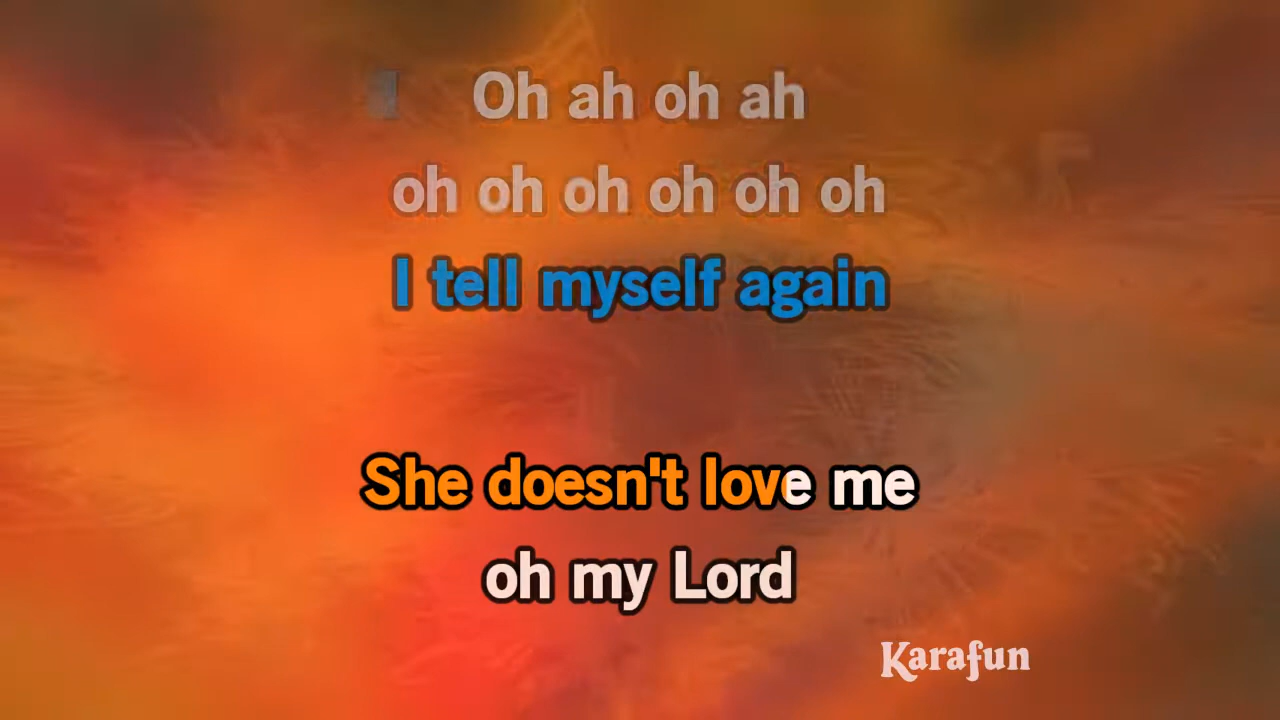 Oh ah oh ah
oh oh oh oh oh oh
I tell myself again
She doesn't love me
oh my Lord
Karafun